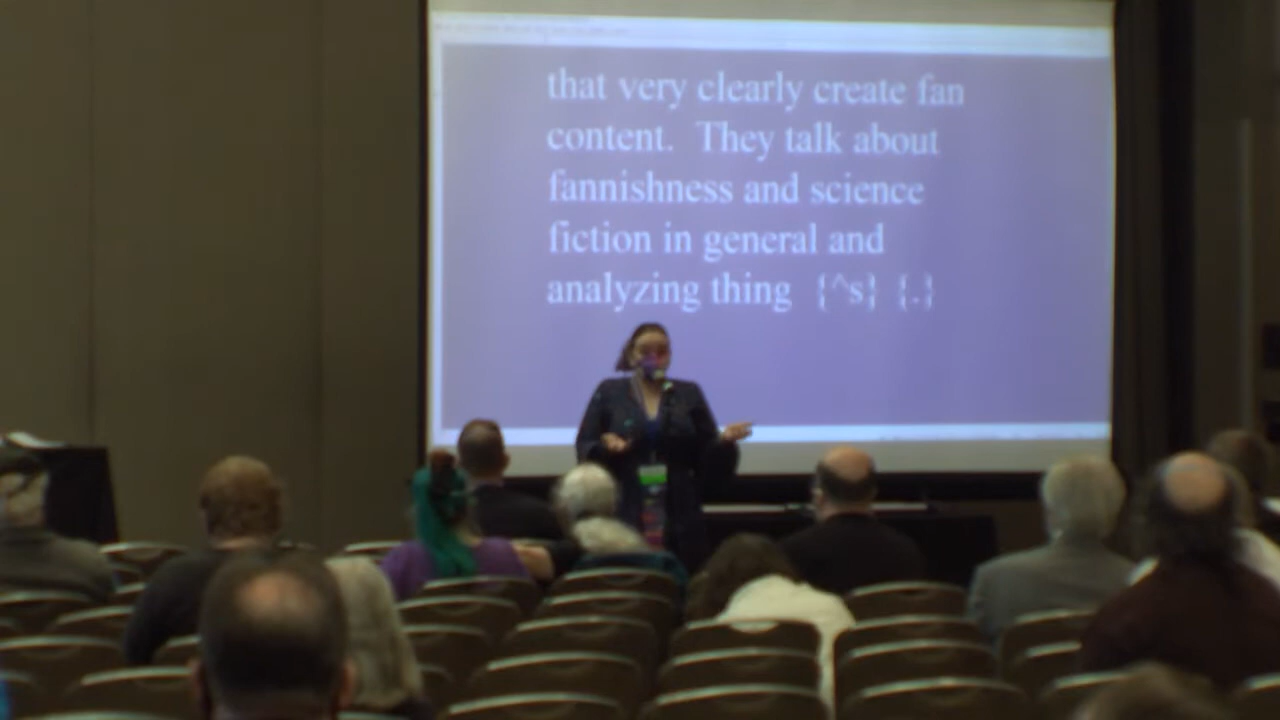 that very clearly create fan
content.  They talk about
fannishness and science
fiction in general and
analyzing thing  {^s}  {.}